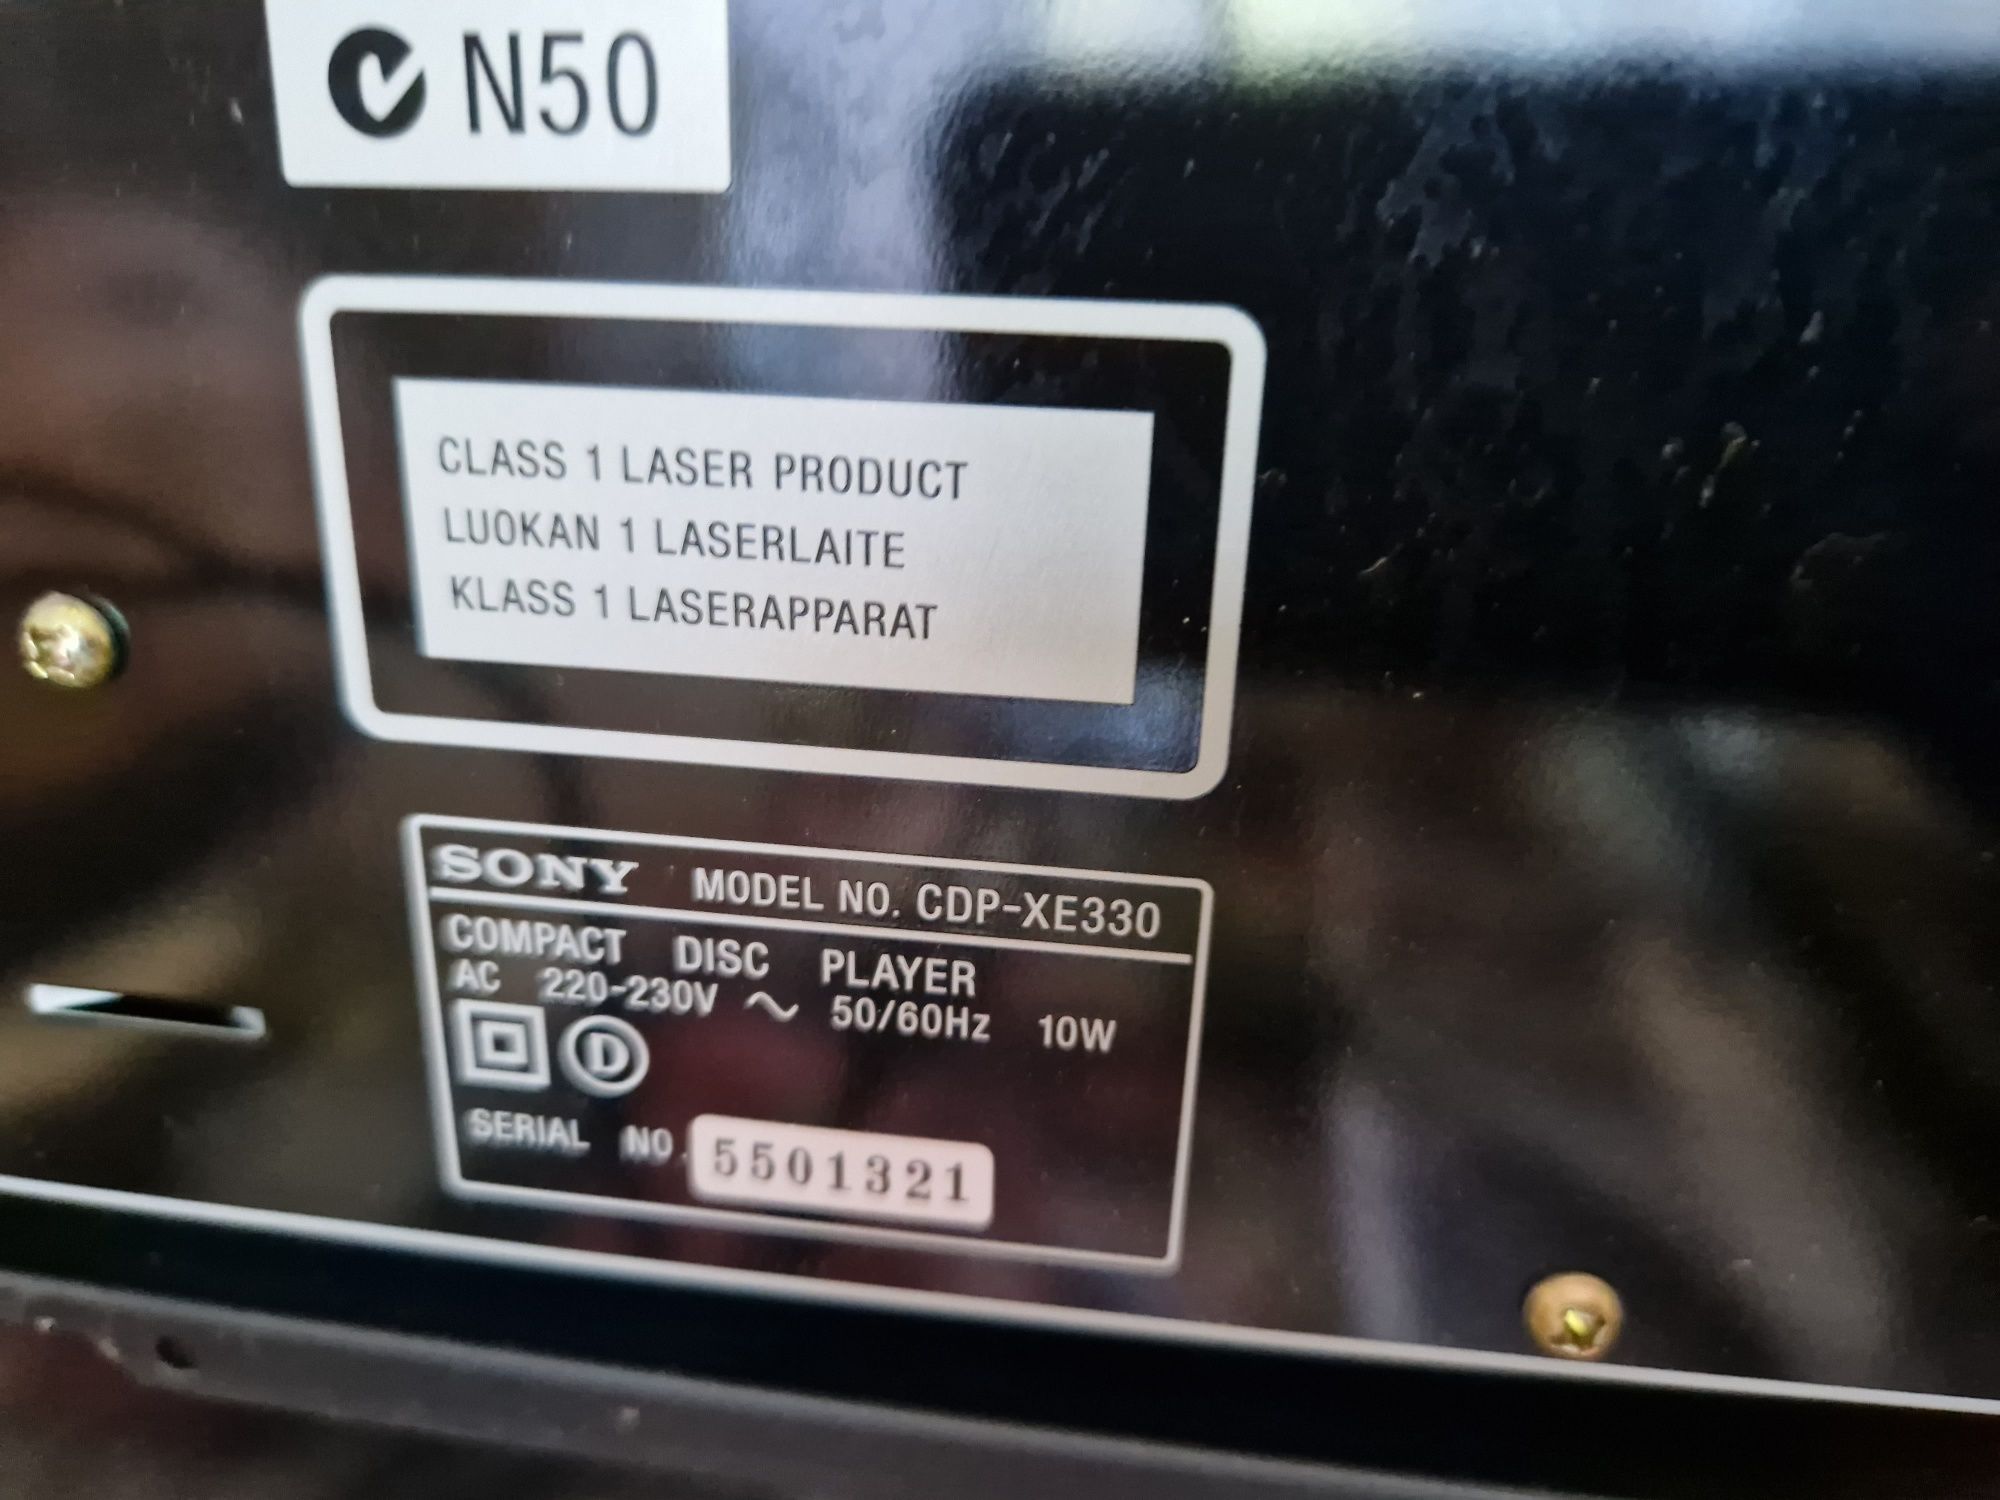 N50
CLASS 1 LASER PRODUCT
LUOKAN 1 LASERLAITE
KLASS 1 LASERAPPARAT
SONY MODEL NO. CDP-XE330
COMPACT DISC PLAYER
AC 220-230V ~ 50/60Hz 10W
D
SERIAL NO. 5501321